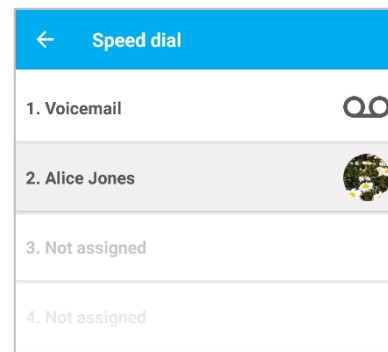 Speed dial
1. Voicemail
2. Alice Jones
3. Not assigned
4. Not assigned